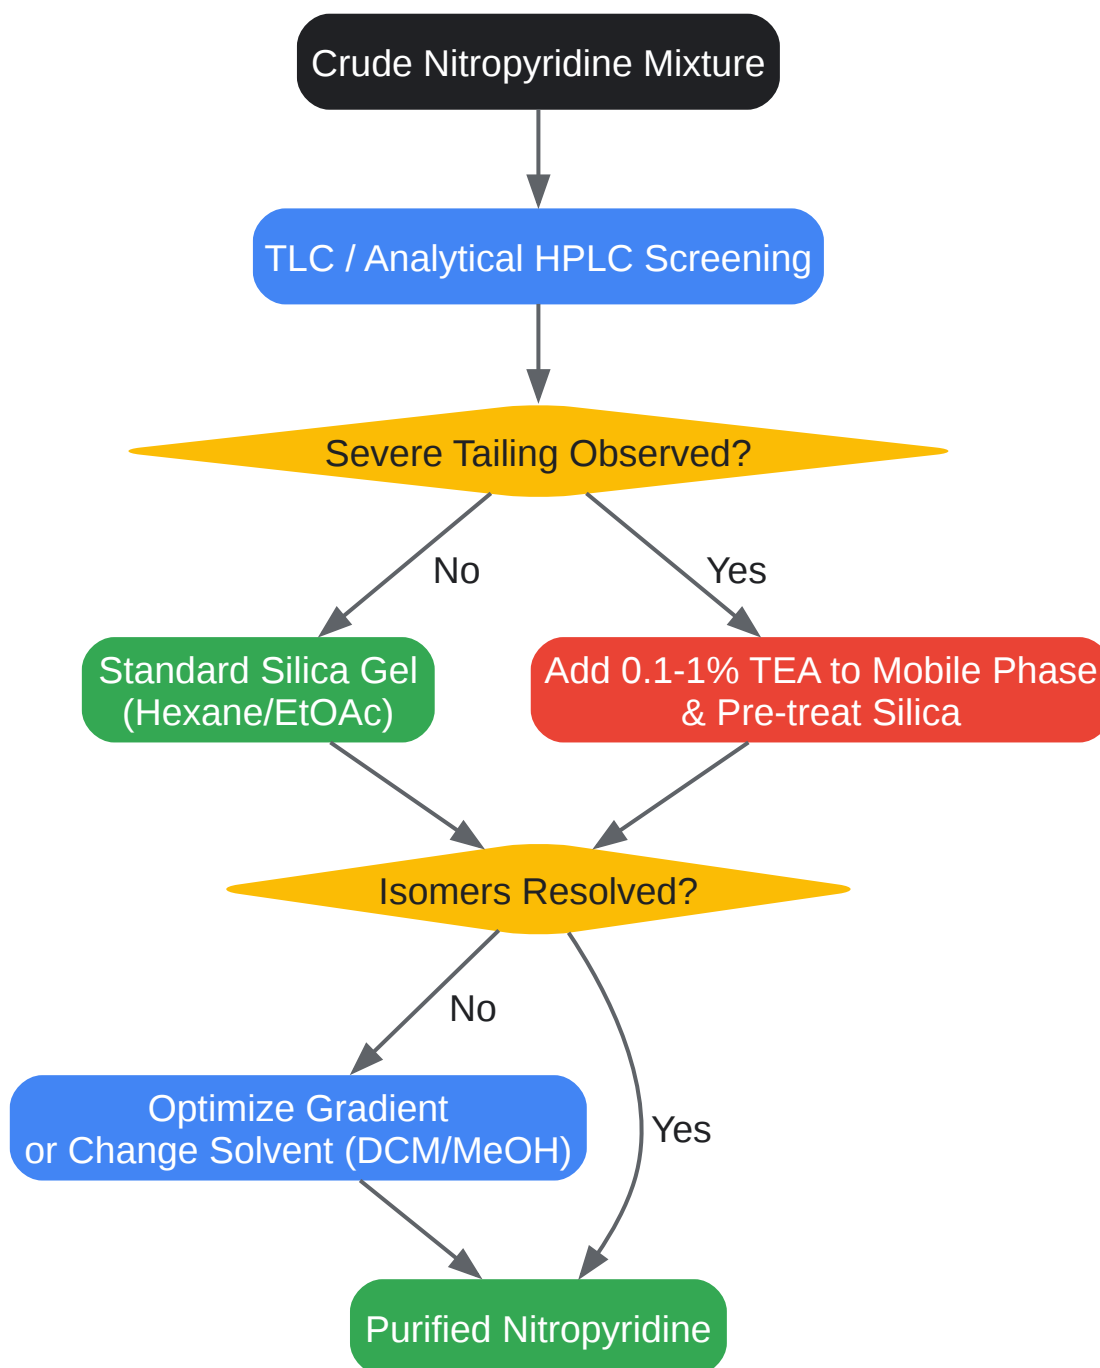 Crude Nitropyridine Mixture
TLC / Analytical HPLC Screening
Severe Tailing Observed?
No
Yes
Standard Silica Gel
(Hexane/EtOAc)
Add 0.1-1% TEA to Mobile Phase
& Pre-treat Silica
Isomers Resolved?
No
Optimize Gradient
or Change Solvent (DCM/MeOH)
Yes
Purified Nitropyridine